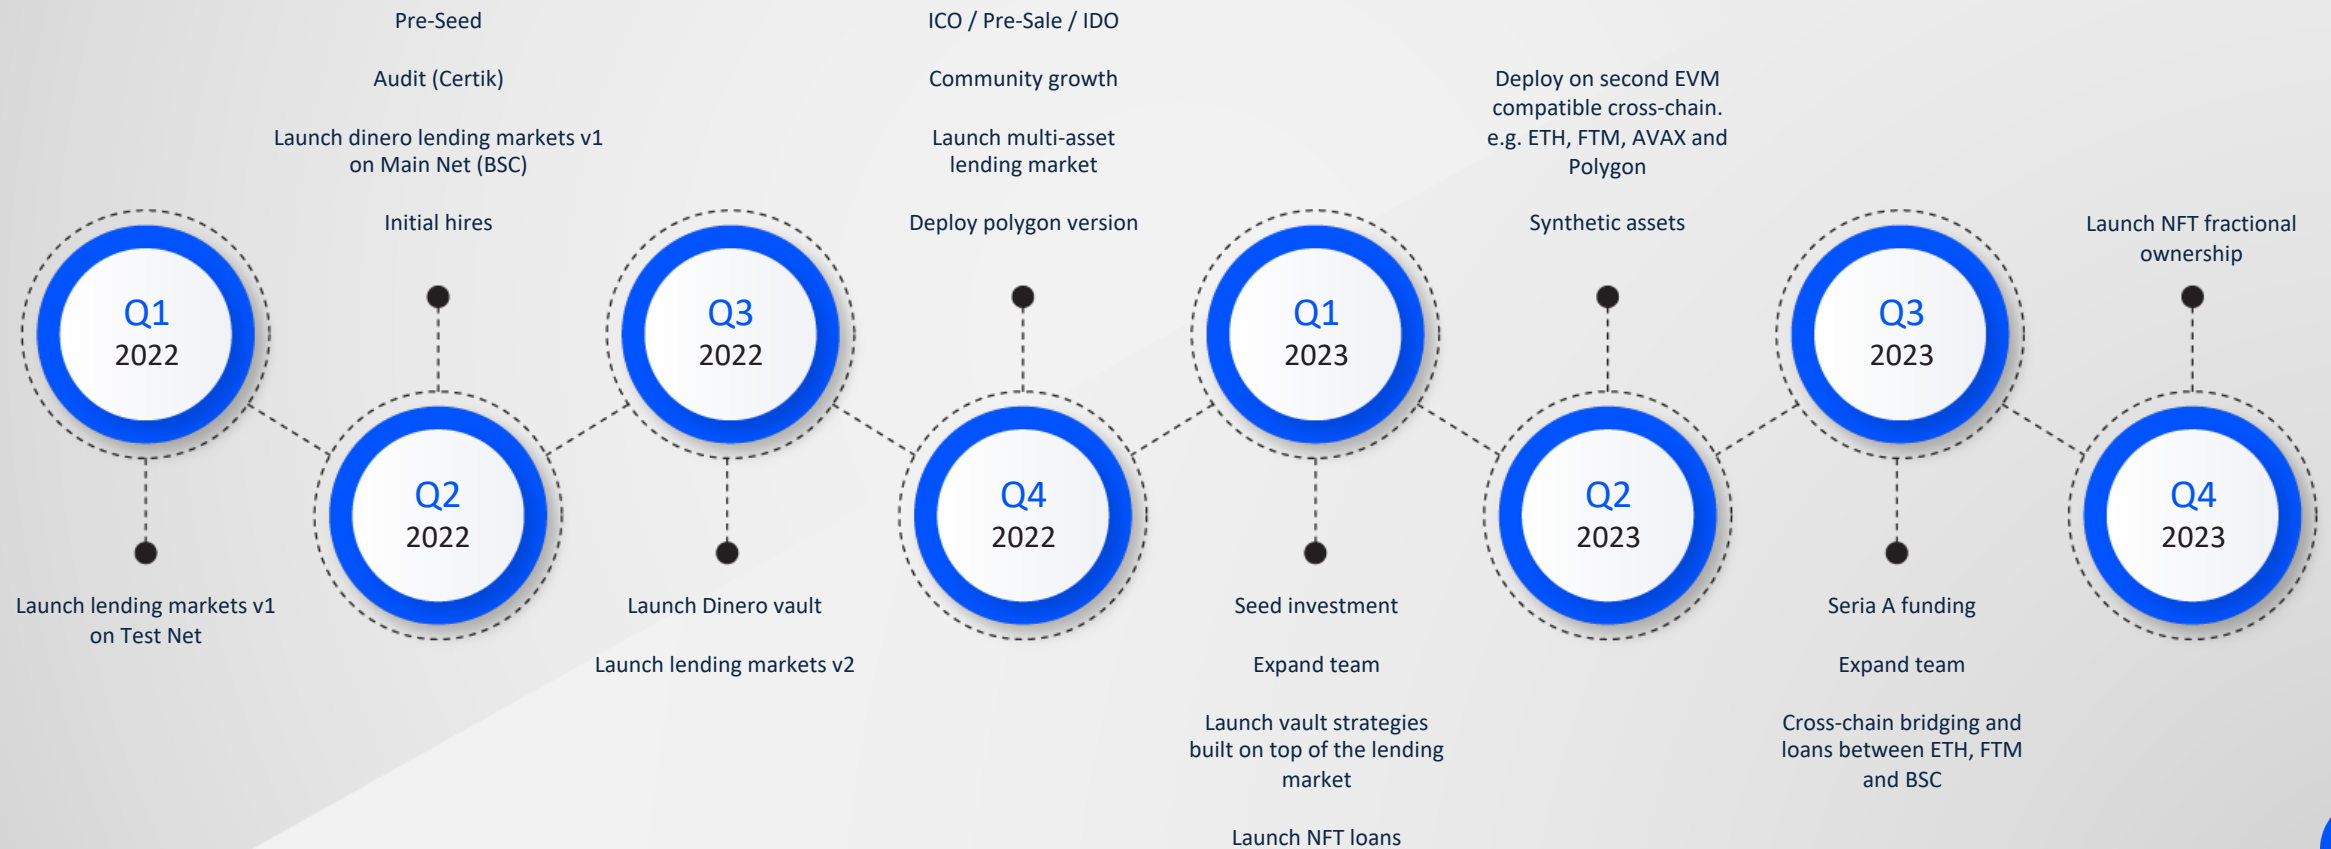 Pre-Seed
Audit (Certik)
Launch dinero lending markets v1
on Main Net (BSC)
Initial hires
ICO / Pre-Sale / IDO
Community growth
Launch multi-asset
lending market
Deploy polygon version
Deploy on second EVM
compatible cross-chain.
e.g. ETH, FTM, AVAX and
Polygon
Synthetic assets
Launch NFT fractional
ownership
Q1
2022
Q2
2022
Q3
2022
Q4
2022
Q1
2023
Q2
2023
Q3
2023
Q4
2023
Launch lending markets v1
on Test Net
Launch Dinero vault
Launch lending markets v2
Seed investment
Expand team
Launch vault strategies
built on top of the lending
market
Launch NFT loans
Seria A funding
Expand team
Cross-chain bridging and
loans between ETH, FTM
and BSC